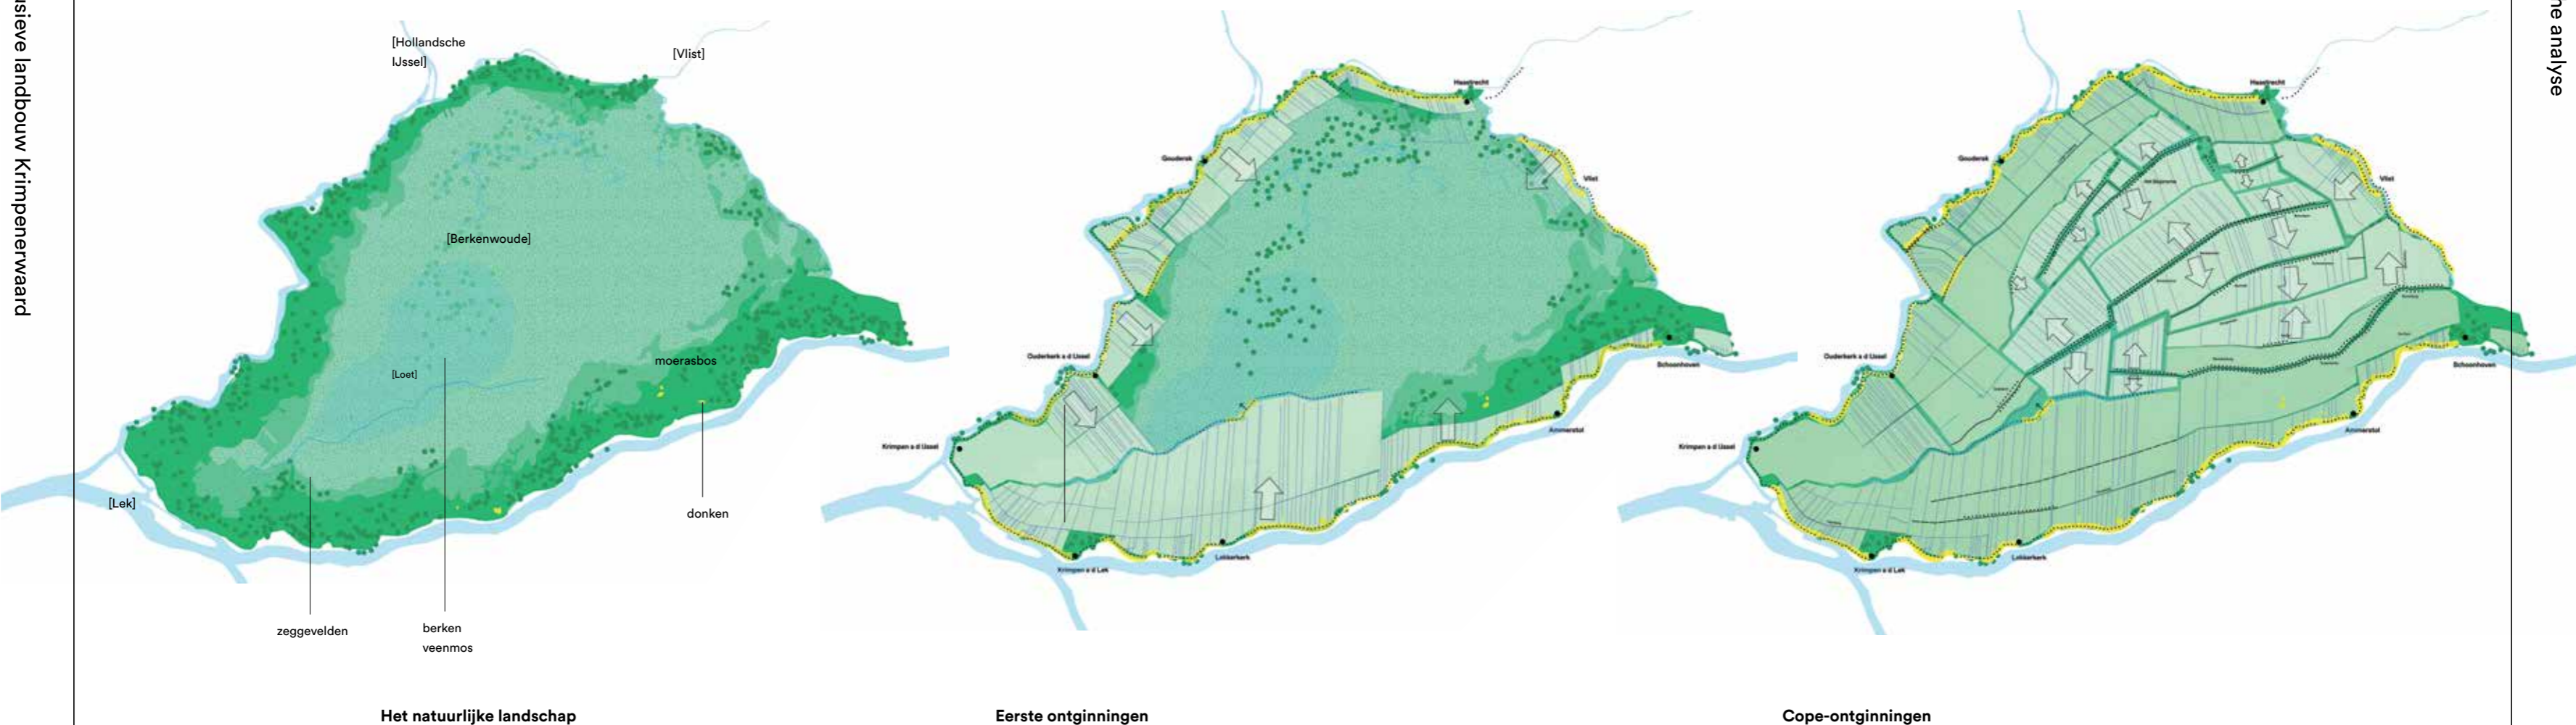 usieve landbouw Krimpenerwaard
ne analyse
[Hollandsche
IJssel]
[Vlist]
[Berkenwoude]
[Loet]
moerasbos
[Lek]
donken
zeggevelden
berken
veenmos
Het natuurlijke landschap
Haastrecht
Gouderak
Vlist
Ouderkerk a d IJssel
Schoonhoven
Ammerstol
Krimpen a d IJssel
Lekkerkerk
Krimpen a d Lek
Eerste ontginningen
Haastrecht
Gouderak
Vlist
Ouderkerk a d IJssel
Schoonhoven
Ammerstol
Krimpen a d IJssel
Lekkerkerk
Krimpen a d Lek
Cope-ontginningen